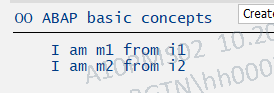 Create
OO ABAP basic concepts
I am m1 from i1
I am m2 from i2